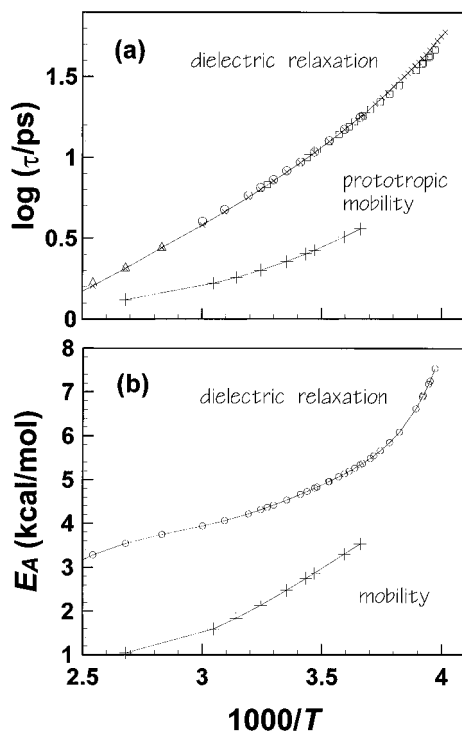 (a)
dielectric relaxation
prototropic
mobility
log (τ/ps)
1.5
1
0.5
0
(b)
dielectric relaxation
mobility
E_A (kcal/mol)
8
7
6
5
4
3
2
1
2.5 3 3.5 4
1000/T